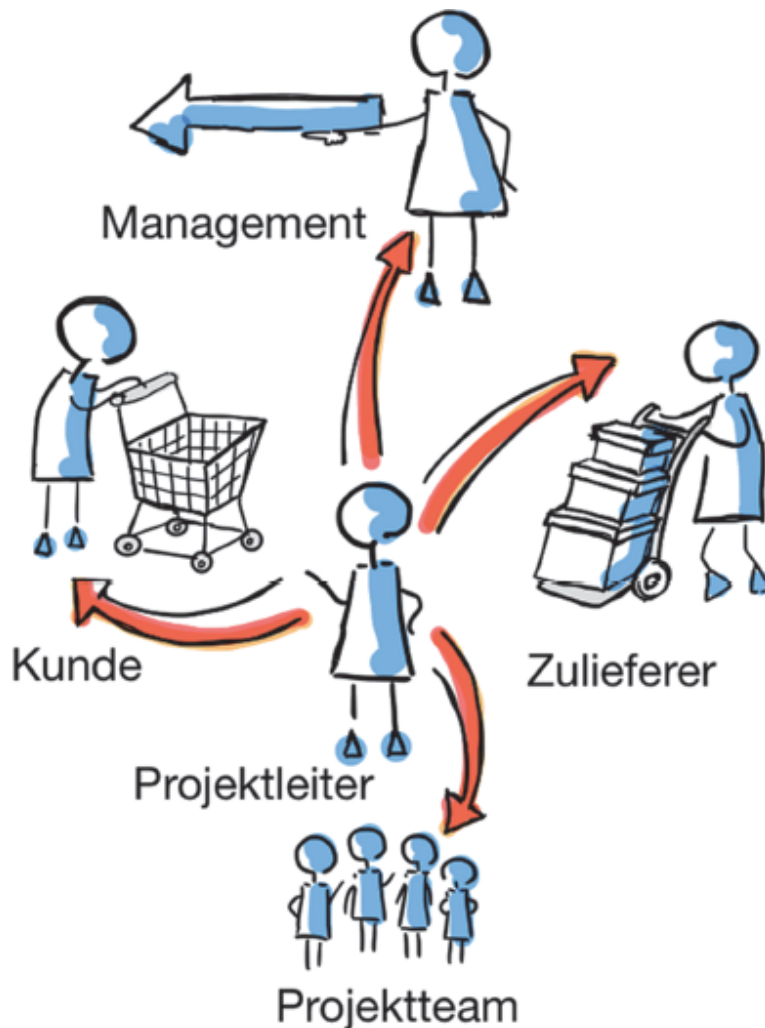 Management
Kunde
Zulieferer
Projektleiter
Projektteam